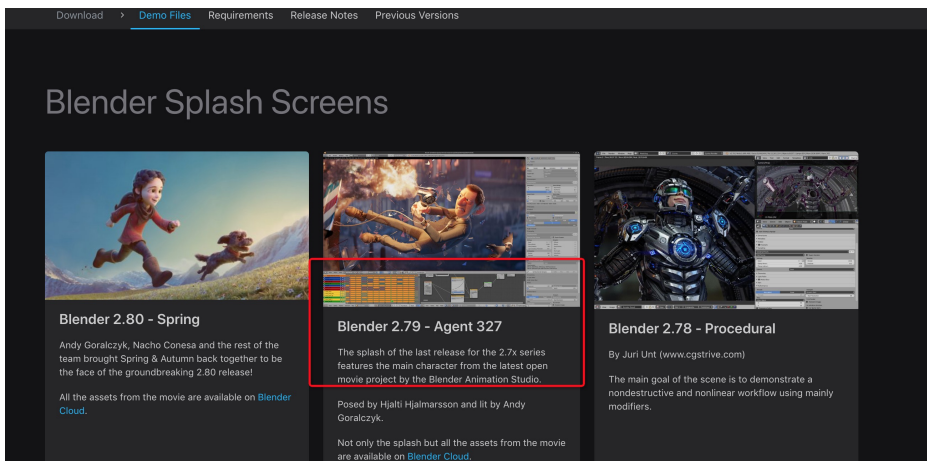 Download > Demo Files Requirements Release Notes Previous Versions
Blender Splash Screens
Blender 2.80 - Spring
Andy Goralczyk, Nacho Conesa and the rest of the
team brought Spring & Autumn back together to be
the face of the groundbreaking 2.80 release!
All the assets from the movie are available on Blender
Cloud.
Blender 2.79 - Agent 327
The splash of the last release for the 2.7x series
features the main character from the latest open
movie project by the Blender Animation Studio.
Posed by Hjalti Hjalmarsson and lit by Andy
Goralczyk.
Not only the splash but all the assets from the movie
are available on Blender Cloud.
Blender 2.78 - Procedural
By Juri Unt (www.cgstrive.com)
The main goal of the scene is to demonstrate a
nondestructive and nonlinear workflow using mainly
modifiers.